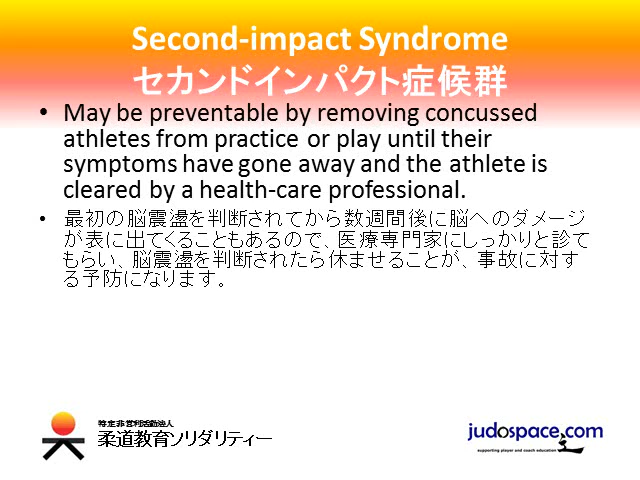 Second-impact Syndrome
セカンドインパクト症候群
• May be preventable by removing concussed
athletes from practice or play until their
symptoms have gone away and the athlete is
cleared by a health-care professional.
• 最初の脳震盪を判断されてから数週間後に脳へのダメージ
が表に出てくることもあるので、医療専門家にしっかりと診て
もらい、脳震盪を判断されたら休ませることが、事故に対す
る予防になります。
特定非営利活動法人
柔道教育ソリダリティー
judospace.com
supporting player and coach education